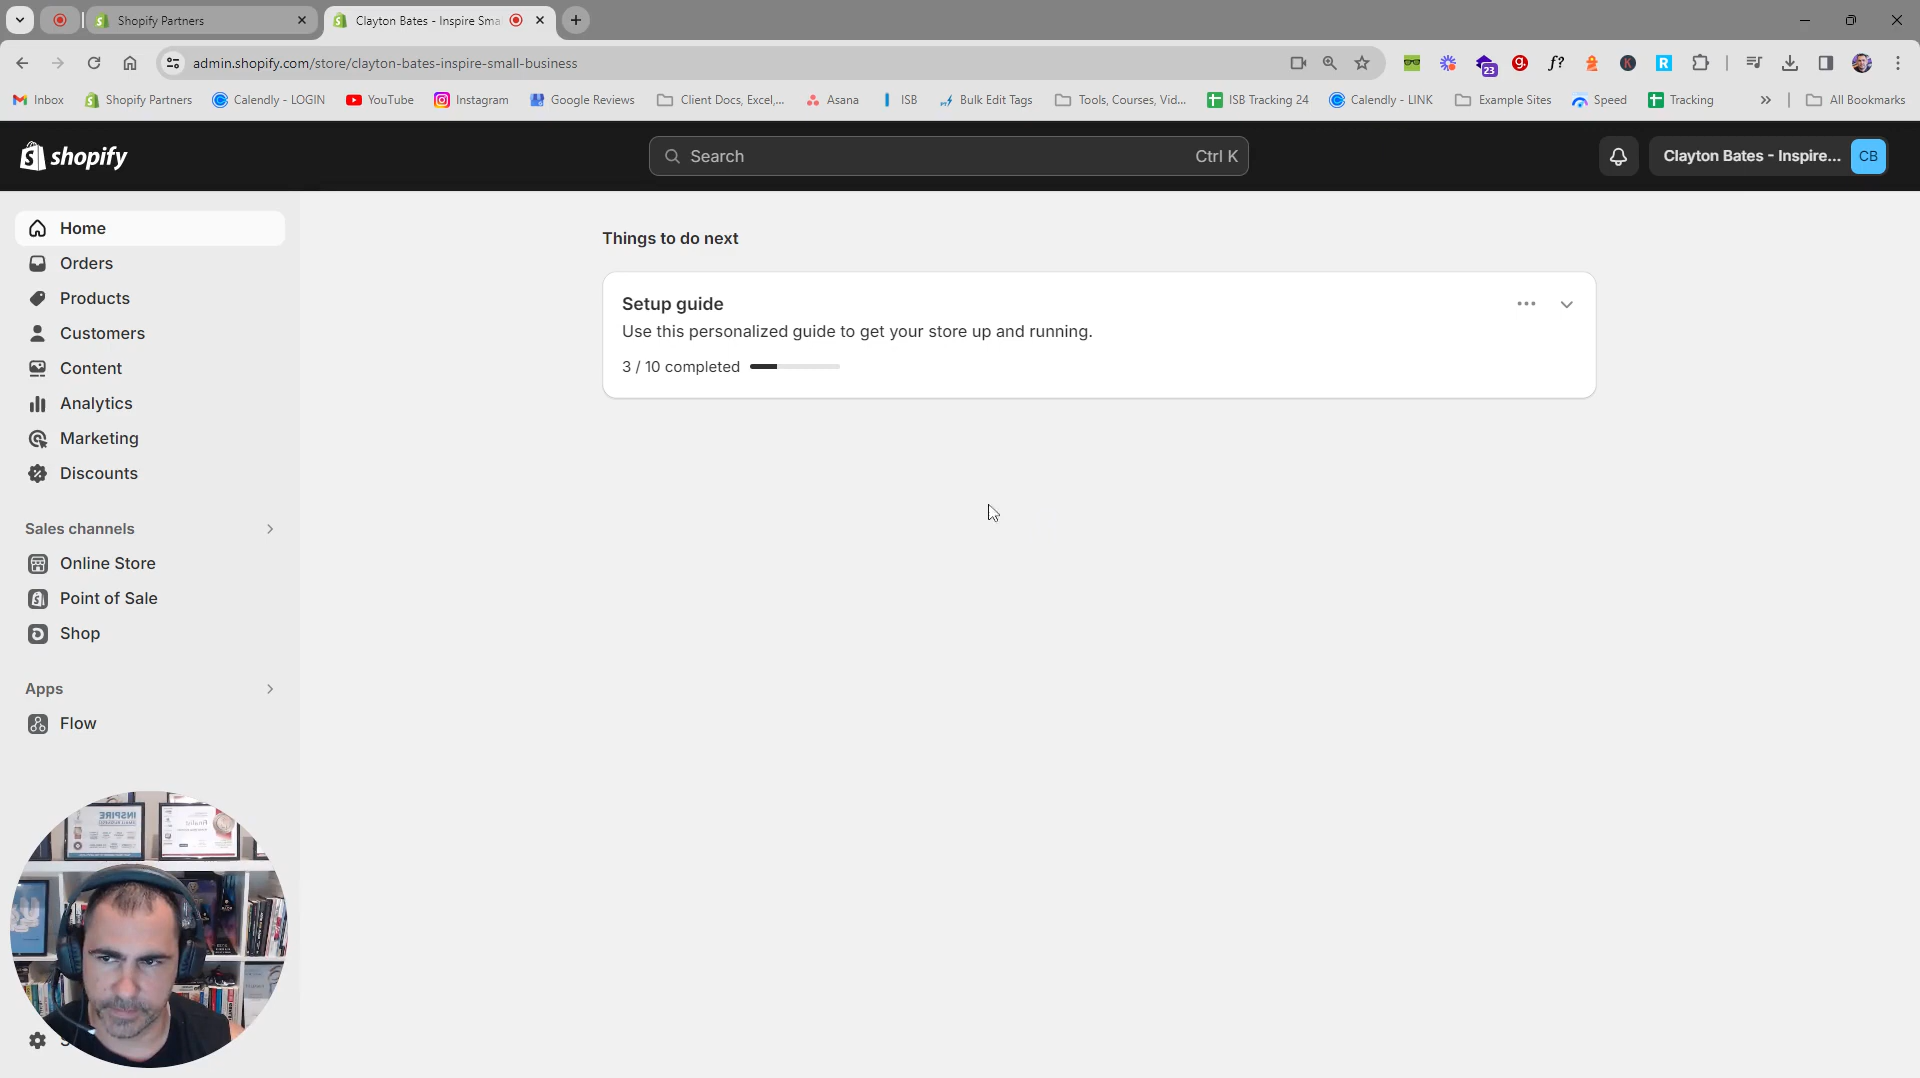 Shopify Partners
Clayton Bates - Inspire Sma
admin.shopify.com/store/clayton-bates-inspire-small-business
23
f?
K
R
Inbox
Shopify Partners
Calendly - LOGIN
YouTube
Instagram
Google Reviews
Client Docs, Excel,...
Asana
ISB
Bulk Edit Tags
Tools, Courses, Vid...
ISB Tracking 24
Calendly - LINK
Example Sites
Speed
Tracking
All Bookmarks
shopify
Search
Ctrl K
Clayton Bates - Inspire...
CB
Home
Orders
Products
Customers
Content
Analytics
Marketing
Discounts
Sales channels
Online Store
Point of Sale
Shop
Apps
Flow
Things to do next
Setup guide
Use this personalized guide to get your store up and running.
3 / 10 completed
INSPIRE